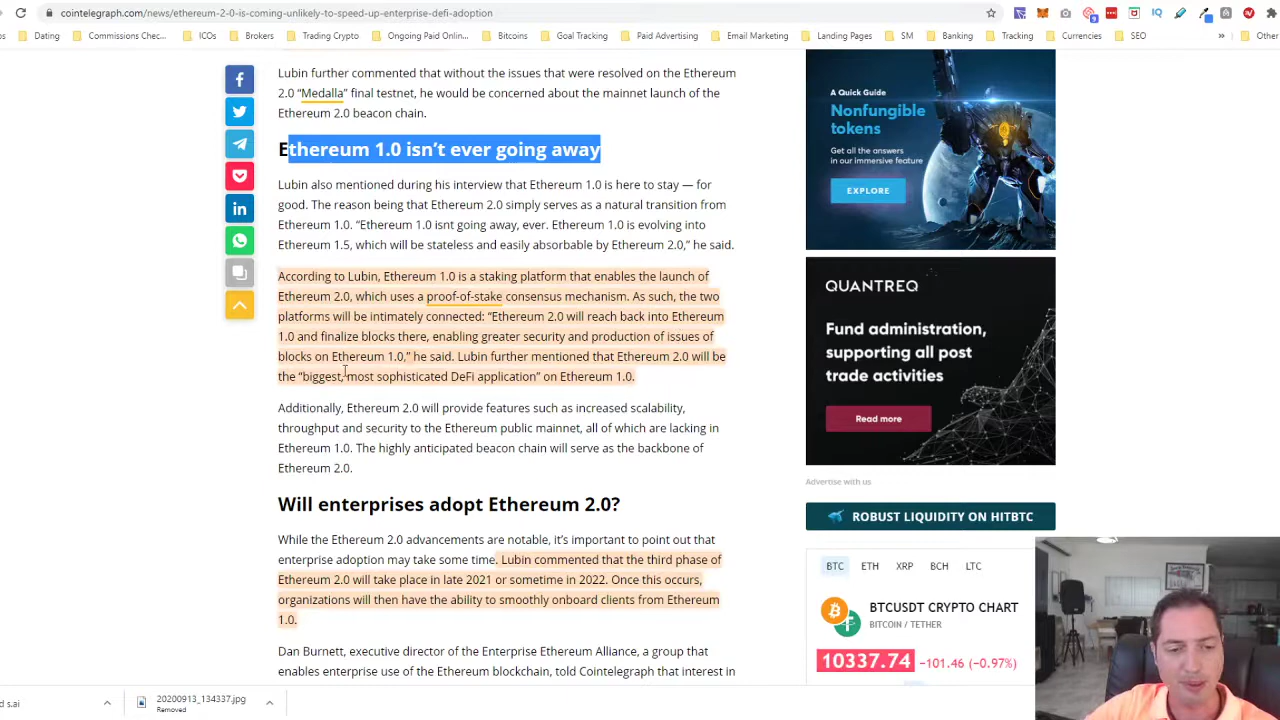 cointelegraph.com/news/ethereum-2-0-is-coming-unlikely-to-speed-up-enterprise-defi-adoption
9
IQ
Dating
Commissions Chec...
ICOs
Brokers
Trading Crypto
Ongoing Paid Onlin...
Bitcoins
Goal Tracking
Paid Advertising
Email Marketing
Landing Pages
SM
Banking
Tracking
Currencies
SEO
»
Other
Lubin further commented that without the issues that were resolved on the Ethereum
2.0 “Medalla” final testnet, he would be concerned about the mainnet launch of the
Ethereum 2.0 beacon chain.
Ethereum 1.0 isn’t ever going away
Lubin also mentioned during his interview that Ethereum 1.0 is here to stay — for
good. The reason being that Ethereum 2.0 simply serves as a natural transition from
Ethereum 1.0. “Ethereum 1.0 isnt going away, ever. Ethereum 1.0 is evolving into
Ethereum 1.5, which will be stateless and easily absorbable by Ethereum 2.0,” he said.
According to Lubin, Ethereum 1.0 is a staking platform that enables the launch of
Ethereum 2.0, which uses a proof-of-stake consensus mechanism. As such, the two
platforms will be intimately connected: “Ethereum 2.0 will reach back into Ethereum
1.0 and finalize blocks there, enabling greater security and production of issues of
blocks on Ethereum 1.0,” he said. Lubin further mentioned that Ethereum 2.0 will be
the “biggest, most sophisticated DeFi application” on Ethereum 1.0.
Additionally, Ethereum 2.0 will provide features such as increased scalability,
throughput and security to the Ethereum public mainnet, all of which are lacking in
Ethereum 1.0. The highly anticipated beacon chain will serve as the backbone of
Ethereum 2.0.
Will enterprises adopt Ethereum 2.0?
While the Ethereum 2.0 advancements are notable, it’s important to point out that
enterprise adoption may take some time. Lubin commented that the third phase of
Ethereum 2.0 will take place in late 2021 or sometime in 2022. Once this occurs,
organizations will then have the ability to smoothly onboard clients from Ethereum
1.0.
Dan Burnett, executive director of the Enterprise Ethereum Alliance, a group that
enables enterprise use of the Ethereum blockchain, told Cointelegraph that interest in
A Quick Guide
Nonfungible
tokens
Get all the answers
in our immersive feature
EXPLORE
QUANTREQ
Fund administration,
supporting all post
trade activities
Read more
Advertise with us
ROBUST LIQUIDITY ON HITBTC
BTC
ETH
XRP
BCH
LTC
BTCUSDT CRYPTO CHART
BITCOIN / TETHER
10337.74
−101.46 (−0.97%)
d s.ai
20200913_134337.jpg
Removed